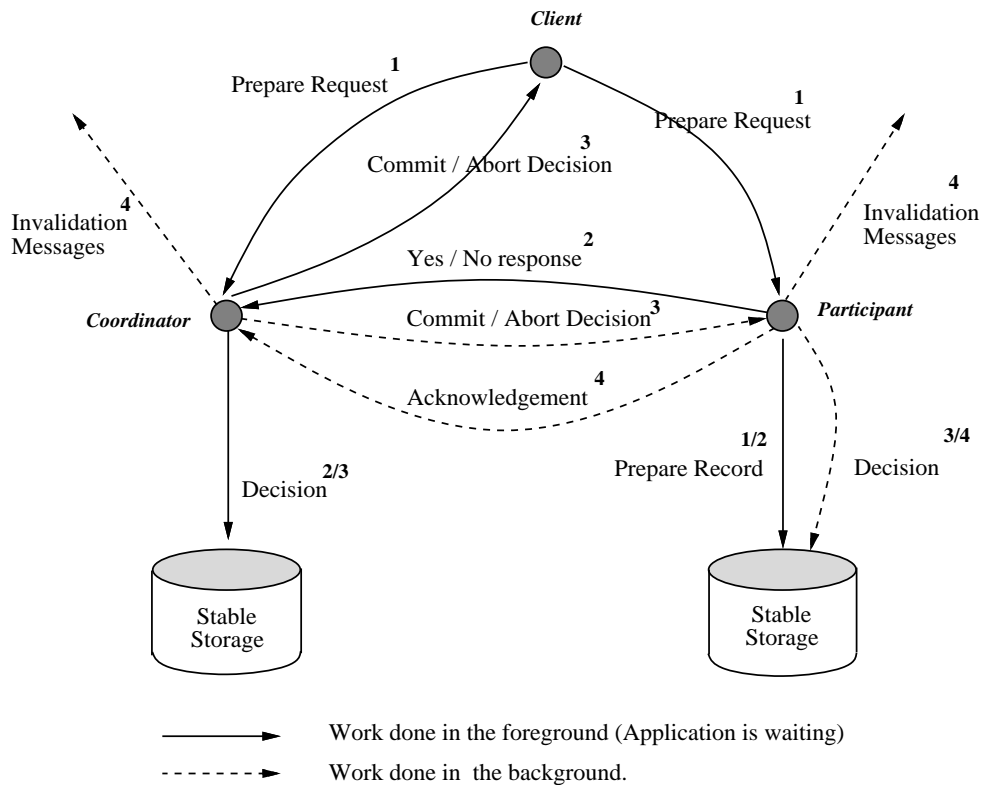 Client
Prepare Request 1
Prepare Request 1
Commit / Abort Decision 3
Invalidation 4
Messages
4
Invalidation
Messages
Yes / No response 2
Coordinator
Commit / Abort Decision 3
Participant
Acknowledgement 4
Decision 2/3
Prepare Record 1/2
Decision 3/4
Stable
Storage
Stable
Storage
Work done in the foreground (Application is waiting)
Work done in the background.